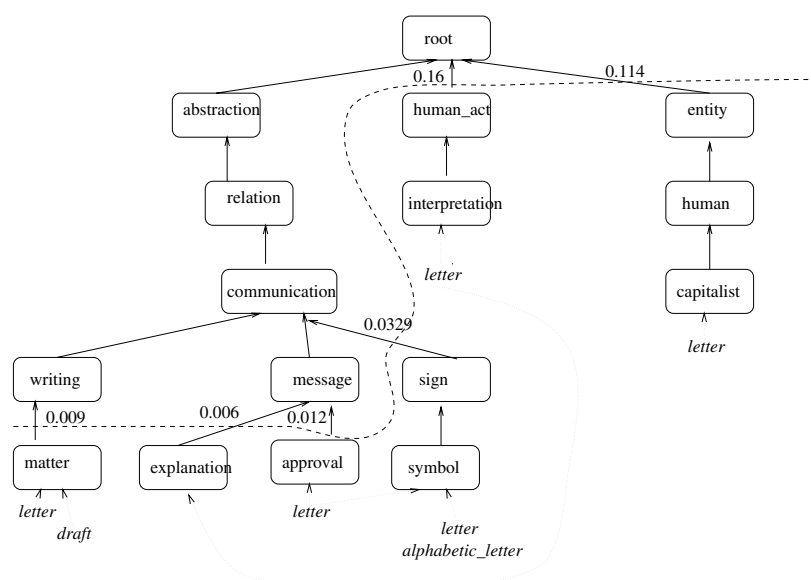 root
0.16
0.114
abstraction
human_act
entity
relation
interpretation
human
letter
communication
capitalist
0.0329
letter
writing
message
sign
0.009
0.006
0.012
matter
explanation
approval
symbol
letter
draft
letter
letter
alphabetic_letter